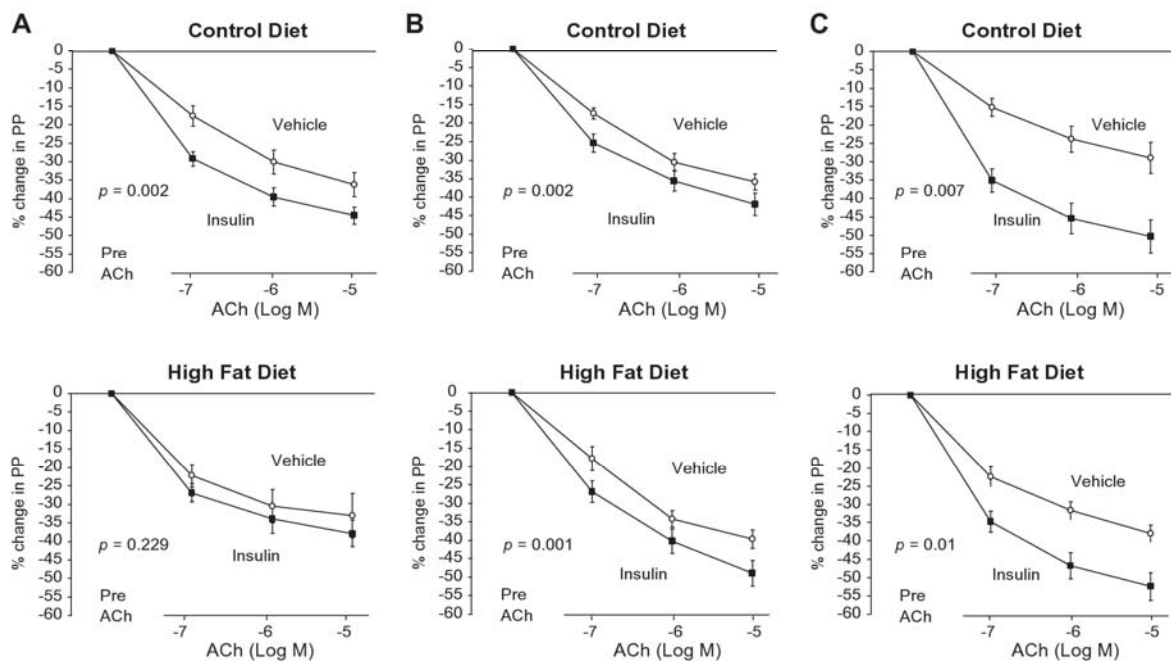 A
Control Diet
0
-5
-10
-15
-20
-25
-30
-35
-40
-45
-50
-55
-60
% change in PP
Vehicle
p = 0.002
Insulin
Pre
ACh
-7 -6 -5
ACh (Log M)
B
Control Diet
0
-5
-10
-15
-20
-25
-30
-35
-40
-45
-50
-55
-60
% change in PP
Vehicle
p = 0.002
Insulin
Pre
ACh
-7 -6 -5
ACh (Log M)
C
Control Diet
0
-5
-10
-15
-20
-25
-30
-35
-40
-45
-50
-55
-60
% change in PP
Vehicle
p = 0.007
Insulin
Pre
ACh
-7 -6 -5
ACh (Log M)
High Fat Diet
0
-5
-10
-15
-20
-25
-30
-35
-40
-45
-50
-55
-60
% change in PP
Vehicle
p = 0.229
Insulin
Pre
ACh
-7 -6 -5
ACh (Log M)
High Fat Diet
0
-5
-10
-15
-20
-25
-30
-35
-40
-45
-50
-55
-60
% change in PP
Vehicle
p = 0.001
Insulin
Pre
ACh
-7 -6 -5
ACh (Log M)
High Fat Diet
0
-5
-10
-15
-20
-25
-30
-35
-40
-45
-50
-55
-60
% change in PP
Vehicle
p = 0.01
Insulin
Pre
ACh
-7 -6 -5
ACh (Log M)